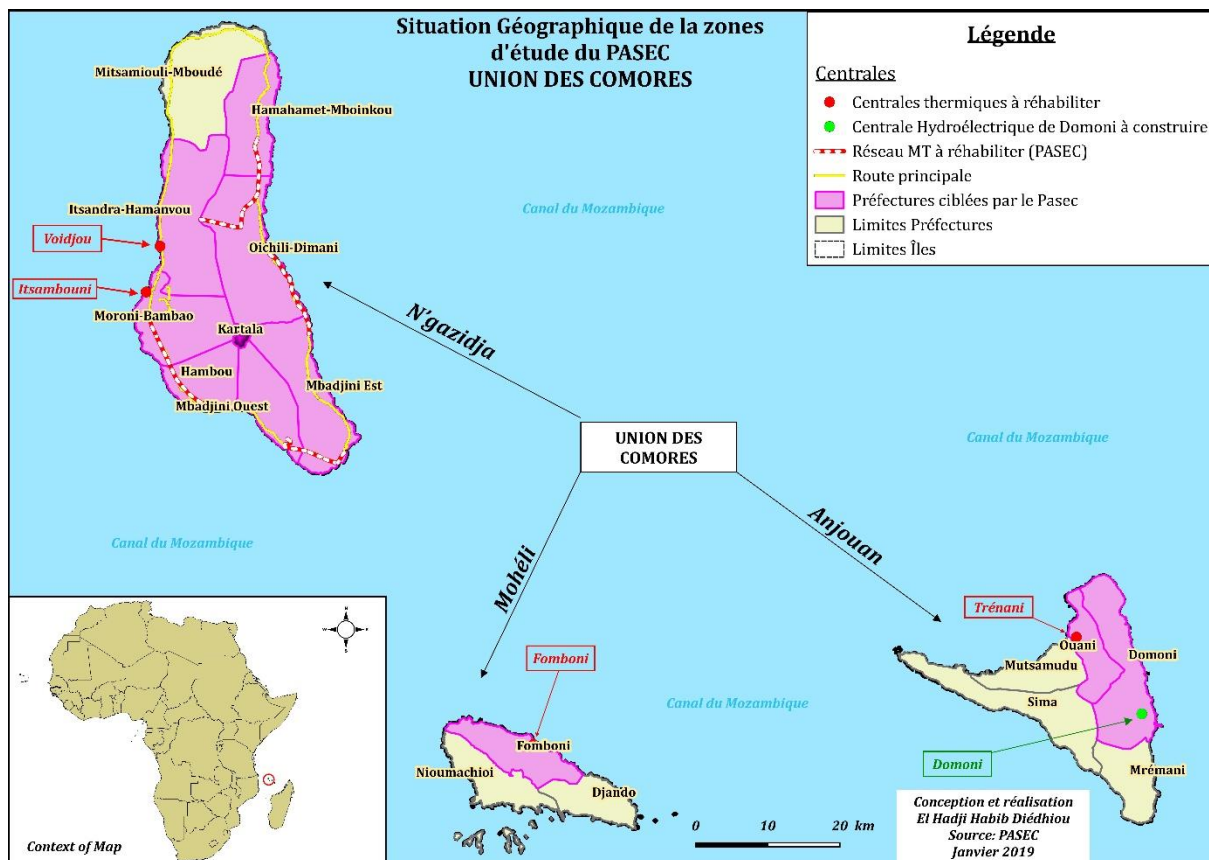 Situation Géographique de la zones
d'étude du PASEC
UNION DES COMORES
Légende
Centrales
Centrales thermiques à réhabiliter
Centrale Hydroélectrique de Domoni à construire
Réseau MT à réhabiliter (PASEC)
Route principale
Préfectures ciblées par le Pasec
Limites Préfectures
Limites Îles
Mitsamiouli-Mboudé
Hamahamet-Mboinkou
Itsandra-Hamanvou
Canal du Mozambique
Voidjou
Oichili-Dimani
Itsambouni
Moroni-Bambao
Kartala
N'gazidja
Hambou
Mbadjini Est
Mbadjini Ouest
UNION DES
COMORES
Canal du Mozambique
Canal du Mozambique
Mohéli
Anjouan
Trénani
Ouani
Mutsamudu
Domoni
Sima
Fomboni
Canal du Mozambique
Fomboni
Nioumachioi
Djando
Domoni
Mrémani
N
W
E
S
Context of Map
0 10 20 km
Conception et réalisation
El Hadji Habib Diédhiou
Source: PASEC
Janvier 2019